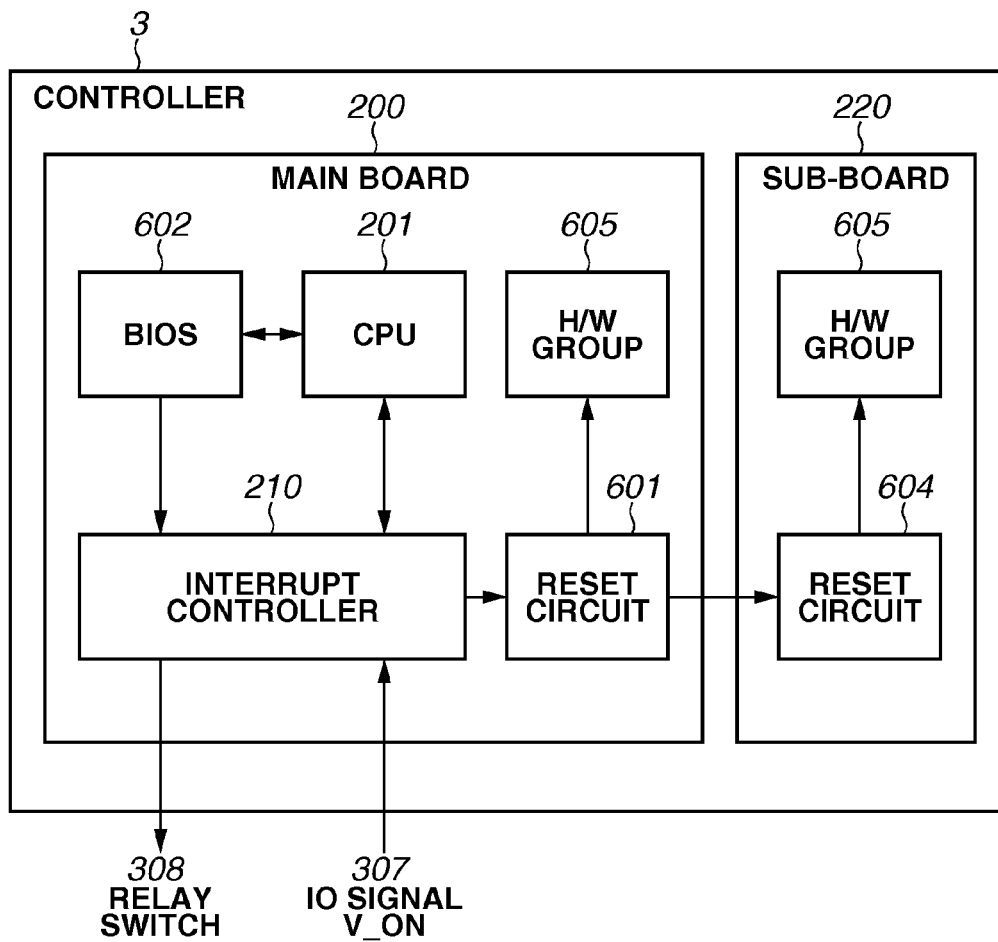 3
CONTROLLER
200
220
MAIN BOARD
SUB-BOARD
602
201
605
605
BIOS
CPU
H/W
GROUP
H/W
GROUP
210
601
604
INTERRUPT
CONTROLLER
RESET
CIRCUIT
RESET
CIRCUIT
308
RELAY
SWITCH
307
IO SIGNAL
V_ON